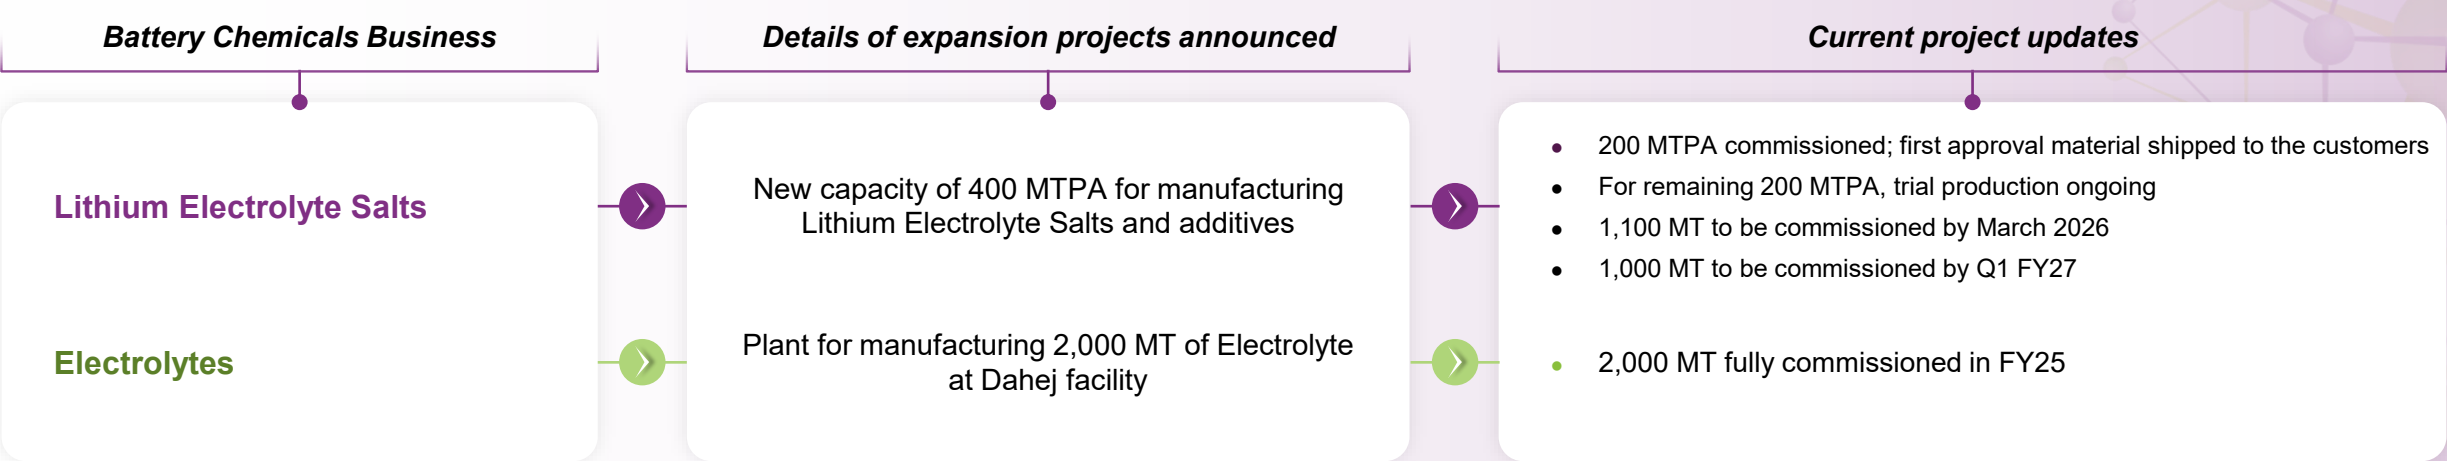 Battery Chemicals Business
Details of expansion projects announced
Current project updates
Lithium Electrolyte Salts
New capacity of 400 MTPA for manufacturing
Lithium Electrolyte Salts and additives
● 200 MTPA commissioned; first approval material shipped to the customers
● For remaining 200 MTPA, trial production ongoing
● 1,100 MT to be commissioned by March 2026
● 1,000 MT to be commissioned by Q1 FY27
Electrolytes
Plant for manufacturing 2,000 MT of Electrolyte
at Dahej facility
● 2,000 MT fully commissioned in FY25